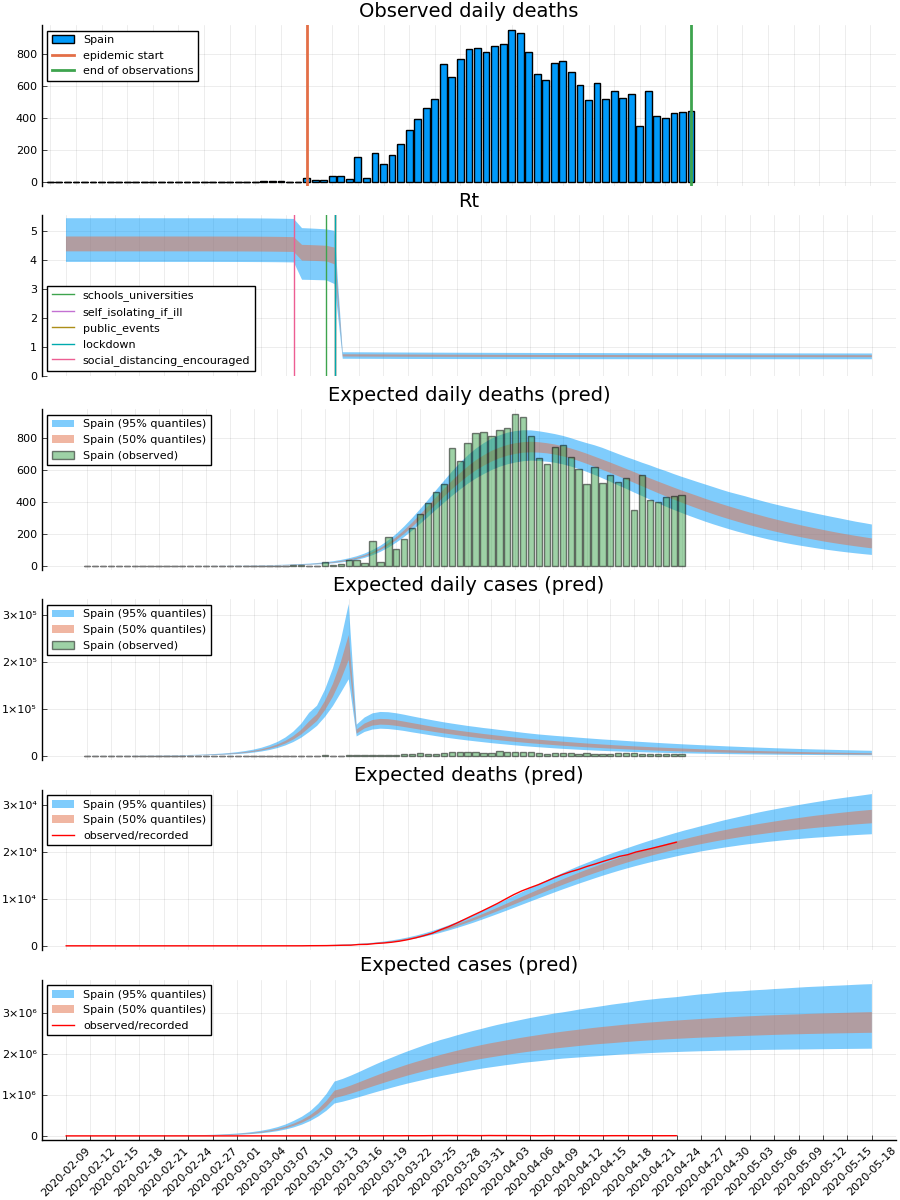 Observed daily deaths
Spain
epidemic start
end of observations
800
600
400
200
0
Rt
5
4
3
2
1
0
schools_universities
self_isolating_if_ill
public_events
lockdown
social_distancing_encouraged
Expected daily deaths (pred)
Spain (95% quantiles)
Spain (50% quantiles)
Spain (observed)
800
600
400
200
0
Expected daily cases (pred)
Spain (95% quantiles)
Spain (50% quantiles)
Spain (observed)
3×10⁵
2×10⁵
1×10⁵
0
Expected deaths (pred)
Spain (95% quantiles)
Spain (50% quantiles)
observed/recorded
3×10⁴
2×10⁴
1×10⁴
0
Expected cases (pred)
Spain (95% quantiles)
Spain (50% quantiles)
observed/recorded
3×10⁶
2×10⁶
1×10⁶
0
2020-02-09
2020-02-12
2020-02-15
2020-02-18
2020-02-21
2020-02-24
2020-02-27
2020-03-01
2020-03-04
2020-03-07
2020-03-10
2020-03-13
2020-03-16
2020-03-19
2020-03-22
2020-03-25
2020-03-28
2020-03-31
2020-04-03
2020-04-06
2020-04-09
2020-04-12
2020-04-15
2020-04-18
2020-04-21
2020-04-24
2020-04-27
2020-04-30
2020-05-03
2020-05-06
2020-05-09
2020-05-12
2020-05-15
2020-05-18